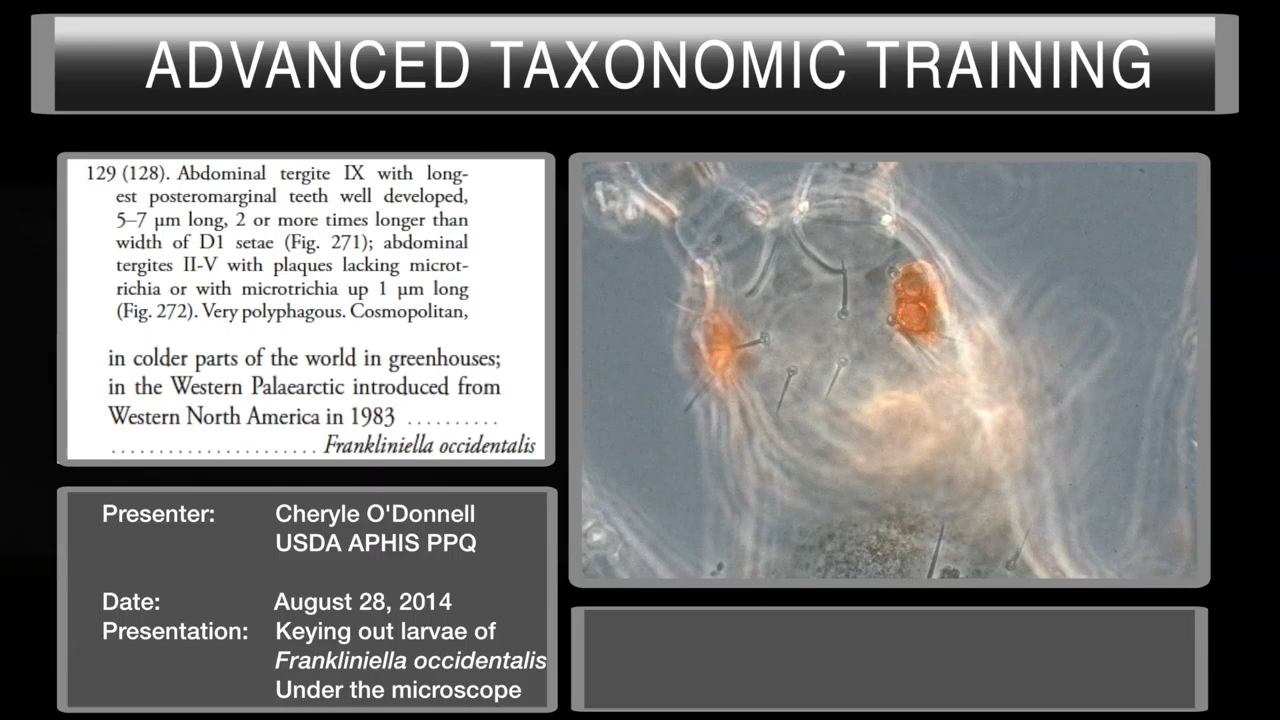 ADVANCED TAXONOMIC TRAINING
129 (128). Abdominal tergite IX with long-
est posteromarginal teeth well developed,
5–7 µm long, 2 or more times longer than
width of D1 setae (Fig. 271); abdominal
tergites II-V with plaques lacking microt-
richia or with microtrichia up 1 µm long
(Fig. 272). Very polyphagous. Cosmopolitan,
in colder parts of the world in greenhouses;
in the Western Palaearctic introduced from
Western North America in 1983 ..........
...................... Frankliniella occidentalis
Presenter: Cheryle O'Donnell
USDA APHIS PPQ
Date: August 28, 2014
Presentation: Keying out larvae of
Frankliniella occidentalis
Under the microscope